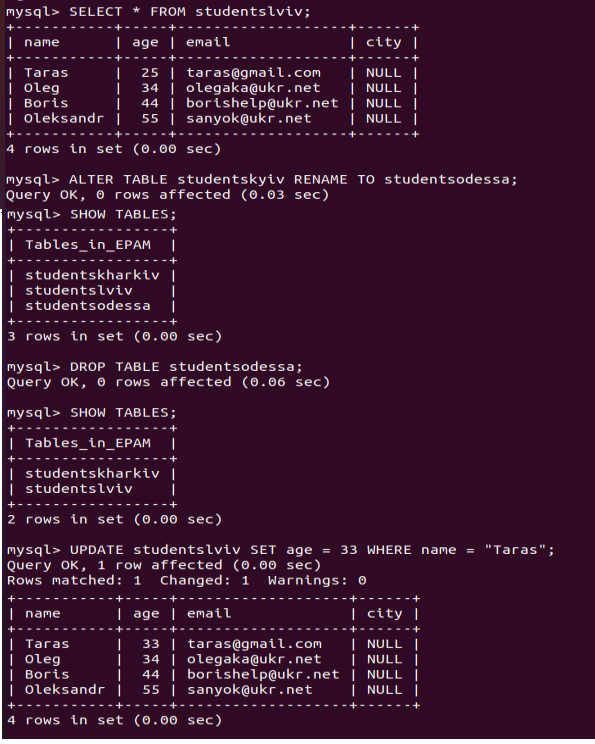 mysql> SELECT * FROM studentslviv;
+-----------+-----+-------------------+------+
| name      | age | email             | city |
+-----------+-----+-------------------+------+
| Taras     |  25 | taras@gmail.com   | NULL |
| Oleg      |  34 | olegaka@ukr.net   | NULL |
| Boris     |  44 | borishelp@ukr.net | NULL |
| Oleksandr |  55 | sanyok@ukr.net    | NULL |
+-----------+-----+-------------------+------+
4 rows in set (0.00 sec)
mysql> ALTER TABLE studentskyiv RENAME TO studentsodessa;
Query OK, 0 rows affected (0.03 sec)
mysql> SHOW TABLES;
+-----------------+
| Tables_in_EPAM  |
+-----------------+
| studentskharkiv |
| studentslviv    |
| studentsodessa  |
+-----------------+
3 rows in set (0.00 sec)
mysql> DROP TABLE studentsodessa;
Query OK, 0 rows affected (0.06 sec)
mysql> SHOW TABLES;
+-----------------+
| Tables_in_EPAM  |
+-----------------+
| studentskharkiv |
| studentslviv    |
+-----------------+
2 rows in set (0.00 sec)
mysql> UPDATE studentslviv SET age = 33 WHERE name = "Taras";
Query OK, 1 row affected (0.00 sec)
Rows matched: 1  Changed: 1  Warnings: 0
+-----------+-----+-------------------+------+
| name      | age | email             | city |
+-----------+-----+-------------------+------+
| Taras     |  33 | taras@gmail.com   | NULL |
| Oleg      |  34 | olegaka@ukr.net   | NULL |
| Boris     |  44 | borishelp@ukr.net | NULL |
| Oleksandr |  55 | sanyok@ukr.net    | NULL |
+-----------+-----+-------------------+------+
4 rows in set (0.00 sec)